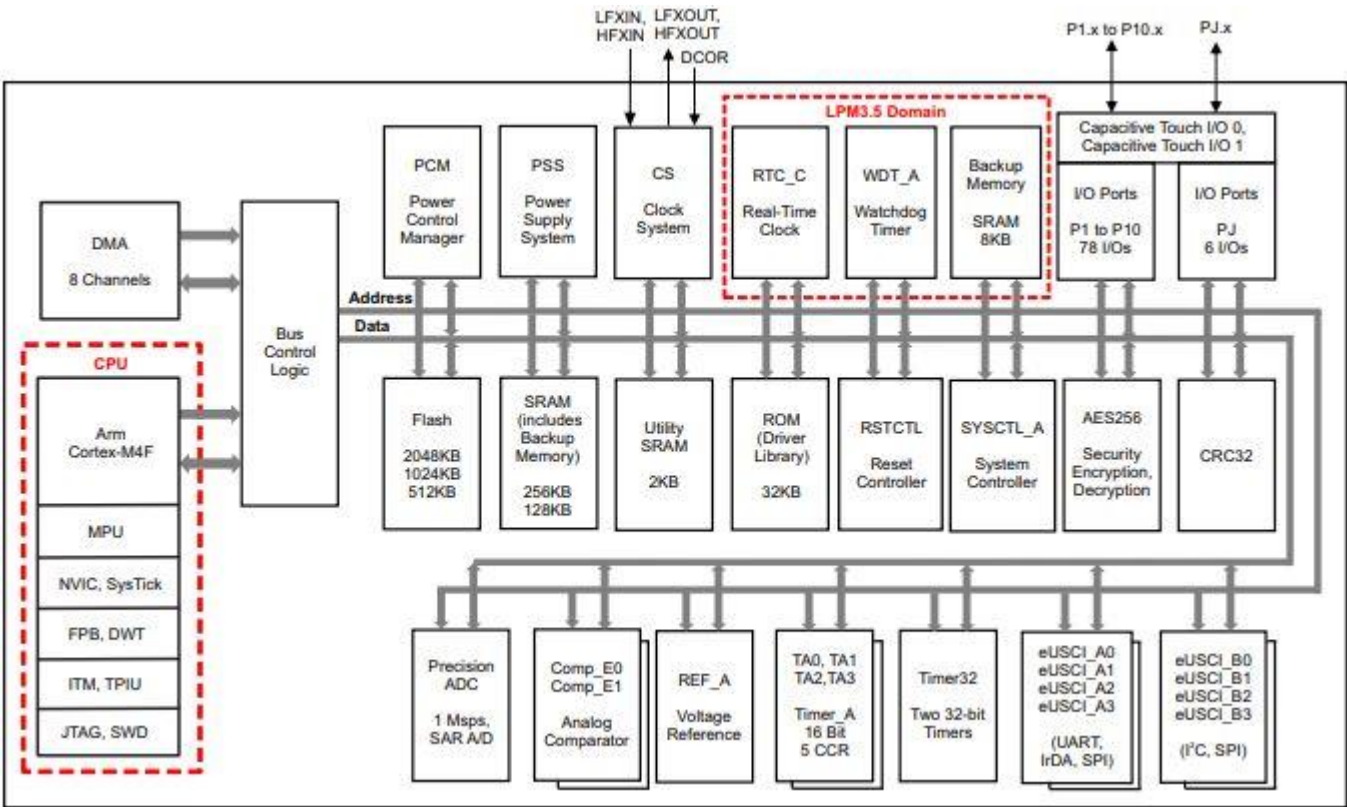 LFXIN,
HFXIN
LFXOUT,
HFXOUT
DCOR
P1.x to P10.x
PJ.x
LPM3.5 Domain
Capacitive Touch I/O 0,
Capacitive Touch I/O 1
PCM
Power
Control
Manager
PSS
Power
Supply
System
CS
Clock
System
RTC_C
Real-Time
Clock
WDT_A
Watchdog
Timer
Backup
Memory
SRAM
8KB
I/O Ports
P1 to P10
78 I/Os
I/O Ports
PJ
6 I/Os
DMA
8 Channels
Bus
Control
Logic
Address
Data
CPU
Arm
Cortex-M4F
MPU
NVIC, SysTick
FPB, DWT
ITM, TPIU
JTAG, SWD
Flash
2048KB
1024KB
512KB
SRAM
(includes
Backup
Memory)
256KB
128KB
Utility
SRAM
2KB
ROM
(Driver
Library)
32KB
RSTCTL
Reset
Controller
SYSCTL_A
System
Controller
AES256
Security
Encryption,
Decryption
CRC32
Precision
ADC
1 Msps,
SAR A/D
Comp_E0
Comp_E1
Analog
Comparator
REF_A
Voltage
Reference
TA0, TA1
TA2,TA3
Timer_A
16 Bit
5 CCR
Timer32
Two 32-bit
Timers
eUSCI_A0
eUSCI_A1
eUSCI_A2
eUSCI_A3
(UART,
IrDA, SPI)
eUSCI_B0
eUSCI_B1
eUSCI_B2
eUSCI_B3
(I²C, SPI)